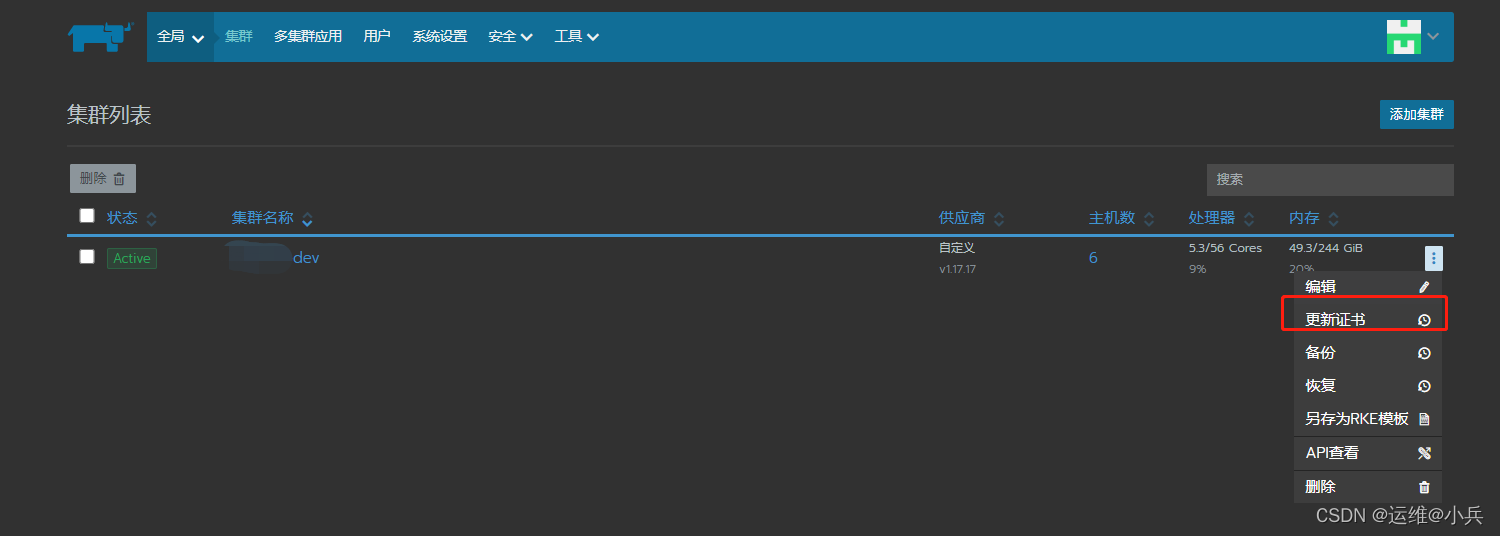 全局 集群 多集群应用 用户 系统设置 安全 工具
集群列表
添加集群
删除
搜索
状态 集群名称 供应商 主机数 处理器 内存
Active dev 自定义 6 5.3/56 Cores 49.3/244 GiB
v1.17.17 9% 20%
编辑
更新证书
备份
恢复
另存为RKE模板
API查看
删除
CSDN @运维@小兵